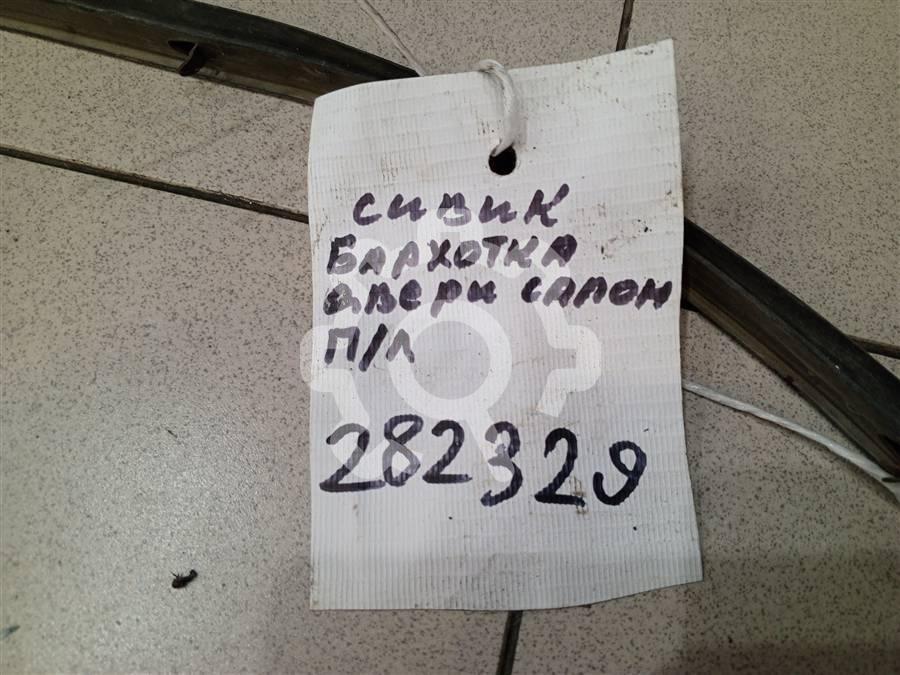 сивик
бархотка
двери салон
п/л
282329